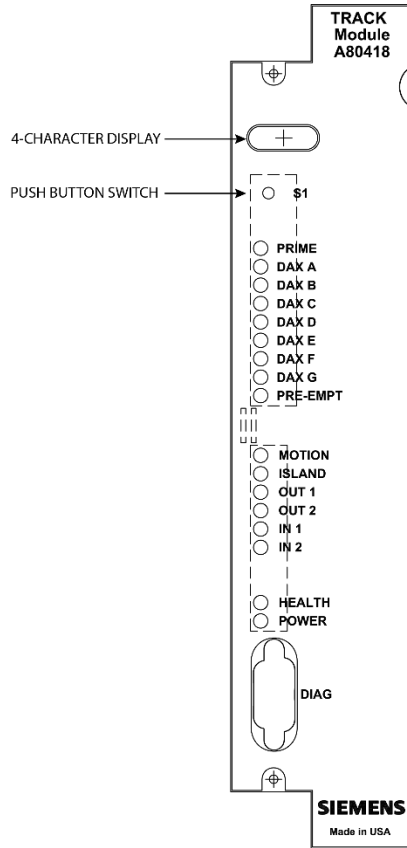 TRACK
Module
A80418
4-CHARACTER DISPLAY
PUSH BUTTON SWITCH
S1
PRIME
DAX A
DAX B
DAX C
DAX D
DAX E
DAX F
DAX G
PRE-EMPT
MOTION
ISLAND
OUT 1
OUT 2
IN 1
IN 2
HEALTH
POWER
DIAG
SIEMENS
Made in USA